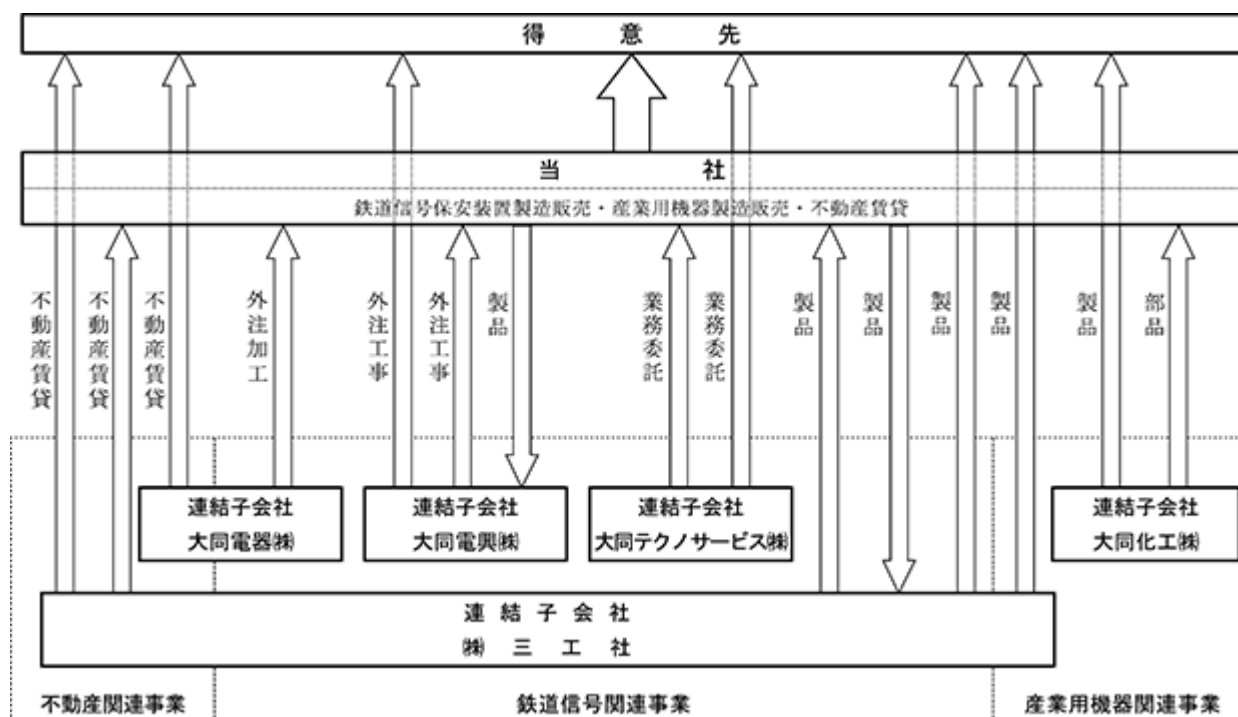 得意先
当社
鉄道信号保安装置製造販売・産業用機器製造販売・不動産賃貸
不動産賃貸
不動産賃貸
不動産賃貸
外注加工
外注工事
外注工事
製品
業務委託
業務委託
製品
製品
製品
製品
製品
部品
連結子会社
大同電器㈱
連結子会社
大同電興㈱
連結子会社
大同テクノサービス㈱
連結子会社
大同化工㈱
連結子会社
㈱三工社
不動産関連事業
鉄道信号関連事業
産業用機器関連事業